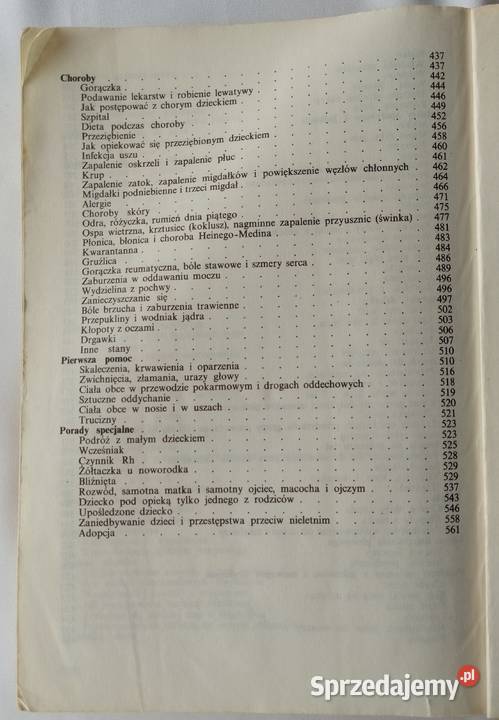 Choroby 437
Gorączka 437
Podawanie lekarstw i robienie lewatywy 442
Jak postępować z chorym dzieckiem 444
Szpital 446
Dieta podczas choroby 449
Przeziębienie 452
Jak opiekować się przeziębionym dzieckiem 456
Infekcja uszu 458
Zapalenie oskrzeli i zapalenie płuc 460
Krup 461
Zapalenie zatok, zapalenie migdałków i powiększenie węzłów chłonnych 462
Migdałki podniebienne i trzeci migdał 464
Alergie 466
Choroby skóry 471
Odra, różyczka, rumień dnia piątego 475
Ospa wietrzna, krztusiec (koklusz), nagminne zapalenie przyusznic (świnka) 477
Płonica, błonica i choroba Heinego-Medina 481
Kwarantanna 483
Gruźlica 484
Gorączka reumatyczna, bóle stawowe i szmery serca 486
Zaburzenia w oddawaniu moczu 489
Wydzielina z pochwy 496
Zanieczyszczanie się 496
Bóle brzucha i zaburzenia trawienne 497
Przepukliny i wodniak jądra 502
Kłopoty z oczami 503
Drgawki 506
Inne stany 507
Pierwsza pomoc 510
Skaleczenia, krwawienia i oparzenia 510
Zwichnięcia, złamania, urazy głowy 516
Ciała obce w przewodzie pokarmowym i drogach oddechowych 518
Sztuczne oddychanie 519
Ciała obce w nosie i w uszach 520
Trucizny 521
Porady specjalne 523
Podróż z małym dzieckiem 523
Wcześniak 525
Czynnik Rh 528
Żółtaczka u noworodka 529
Bliźnięta 529
Rozwód, samotna matka i samotny ojciec, macocha i ojczym 537
Dziecko pod opieką tylko jednego z rodziców 543
Upośledzone dziecko 546
Zaniedbywanie dzieci i przestępstwa przeciw nieletnim 558
Adopcja 561
Sprzedajemy.pl